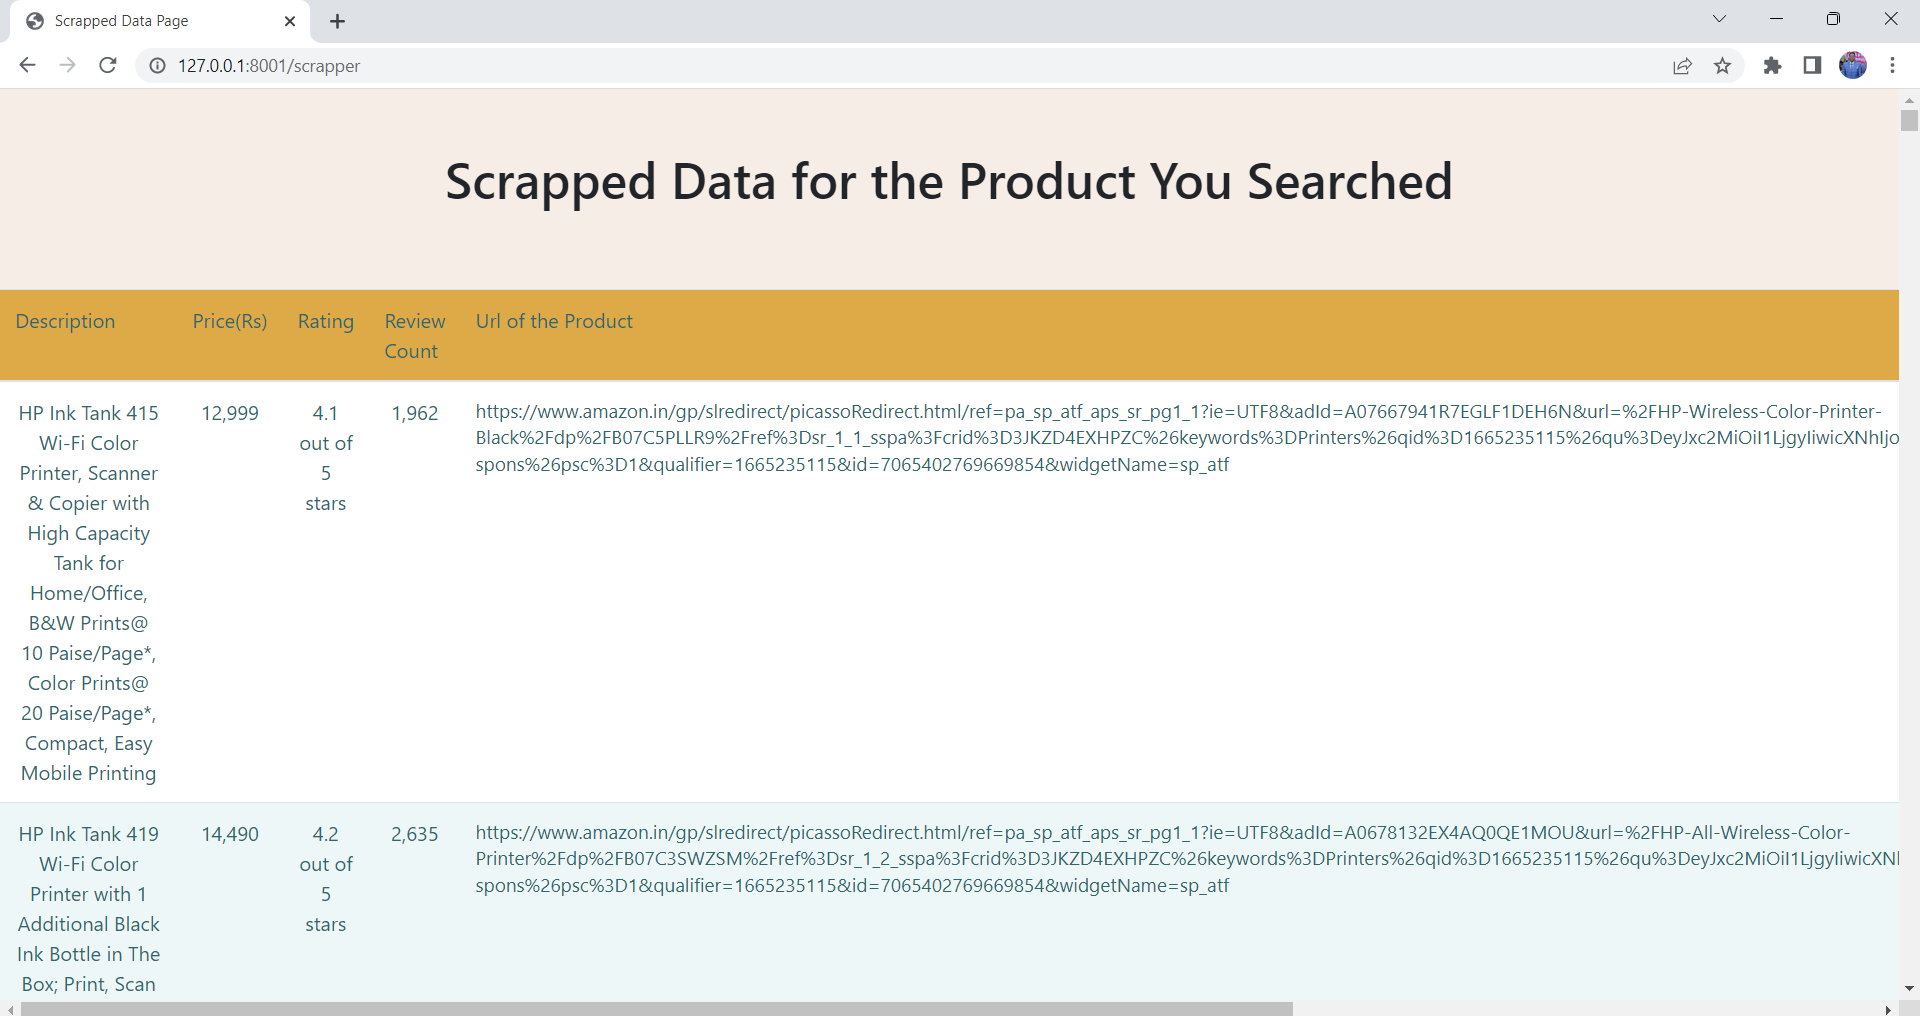 Scrapped Data Page
127.0.0.1:8001/scrapper
Scrapped Data for the Product You Searched
Description Price(Rs) Rating Review Count Url of the Product
HP Ink Tank 415
Wi-Fi Color
Printer, Scanner
& Copier with
High Capacity
Tank for
Home/Office,
B&W Prints@
10 Paise/Page*,
Color Prints@
20 Paise/Page*,
Compact, Easy
Mobile Printing
12,999
4.1
out of
5
stars
1,962
https://www.amazon.in/gp/slredirect/picassoRedirect.html/ref=pa_sp_atf_aps_sr_pg1_1?ie=UTF8&adId=A07667941R7EGLF1DEH6N&url=%2FHP-Wireless-Color-Printer-
Black%2Fdp%2FB07C5PLLR9%2Fref%3Dsr_1_1_sspa%3Fcrid%3D3JKZD4EXHPZC%26keywords%3DPrinters%26qid%3D1665235115%26qu%3DeyJxc2MiOiI1LjgyIiwicXNhIjo
spons%26psc%3D1&qualifier=1665235115&id=7065402769669854&widgetName=sp_atf
HP Ink Tank 419
Wi-Fi Color
Printer with 1
Additional Black
Ink Bottle in The
Box; Print, Scan
14,490
4.2
out of
5
stars
2,635
https://www.amazon.in/gp/slredirect/picassoRedirect.html/ref=pa_sp_atf_aps_sr_pg1_1?ie=UTF8&adId=A0678132EX4AQ0QE1MOU&url=%2FHP-All-Wireless-Color-
Printer%2Fdp%2FB07C3SWZSM%2Fref%3Dsr_1_2_sspa%3Fcrid%3D3JKZD4EXHPZC%26keywords%3DPrinters%26qid%3D1665235115%26qu%3DeyJxc2MiOiI1LjgyIiwicXN
spons%26psc%3D1&qualifier=1665235115&id=7065402769669854&widgetName=sp_atf